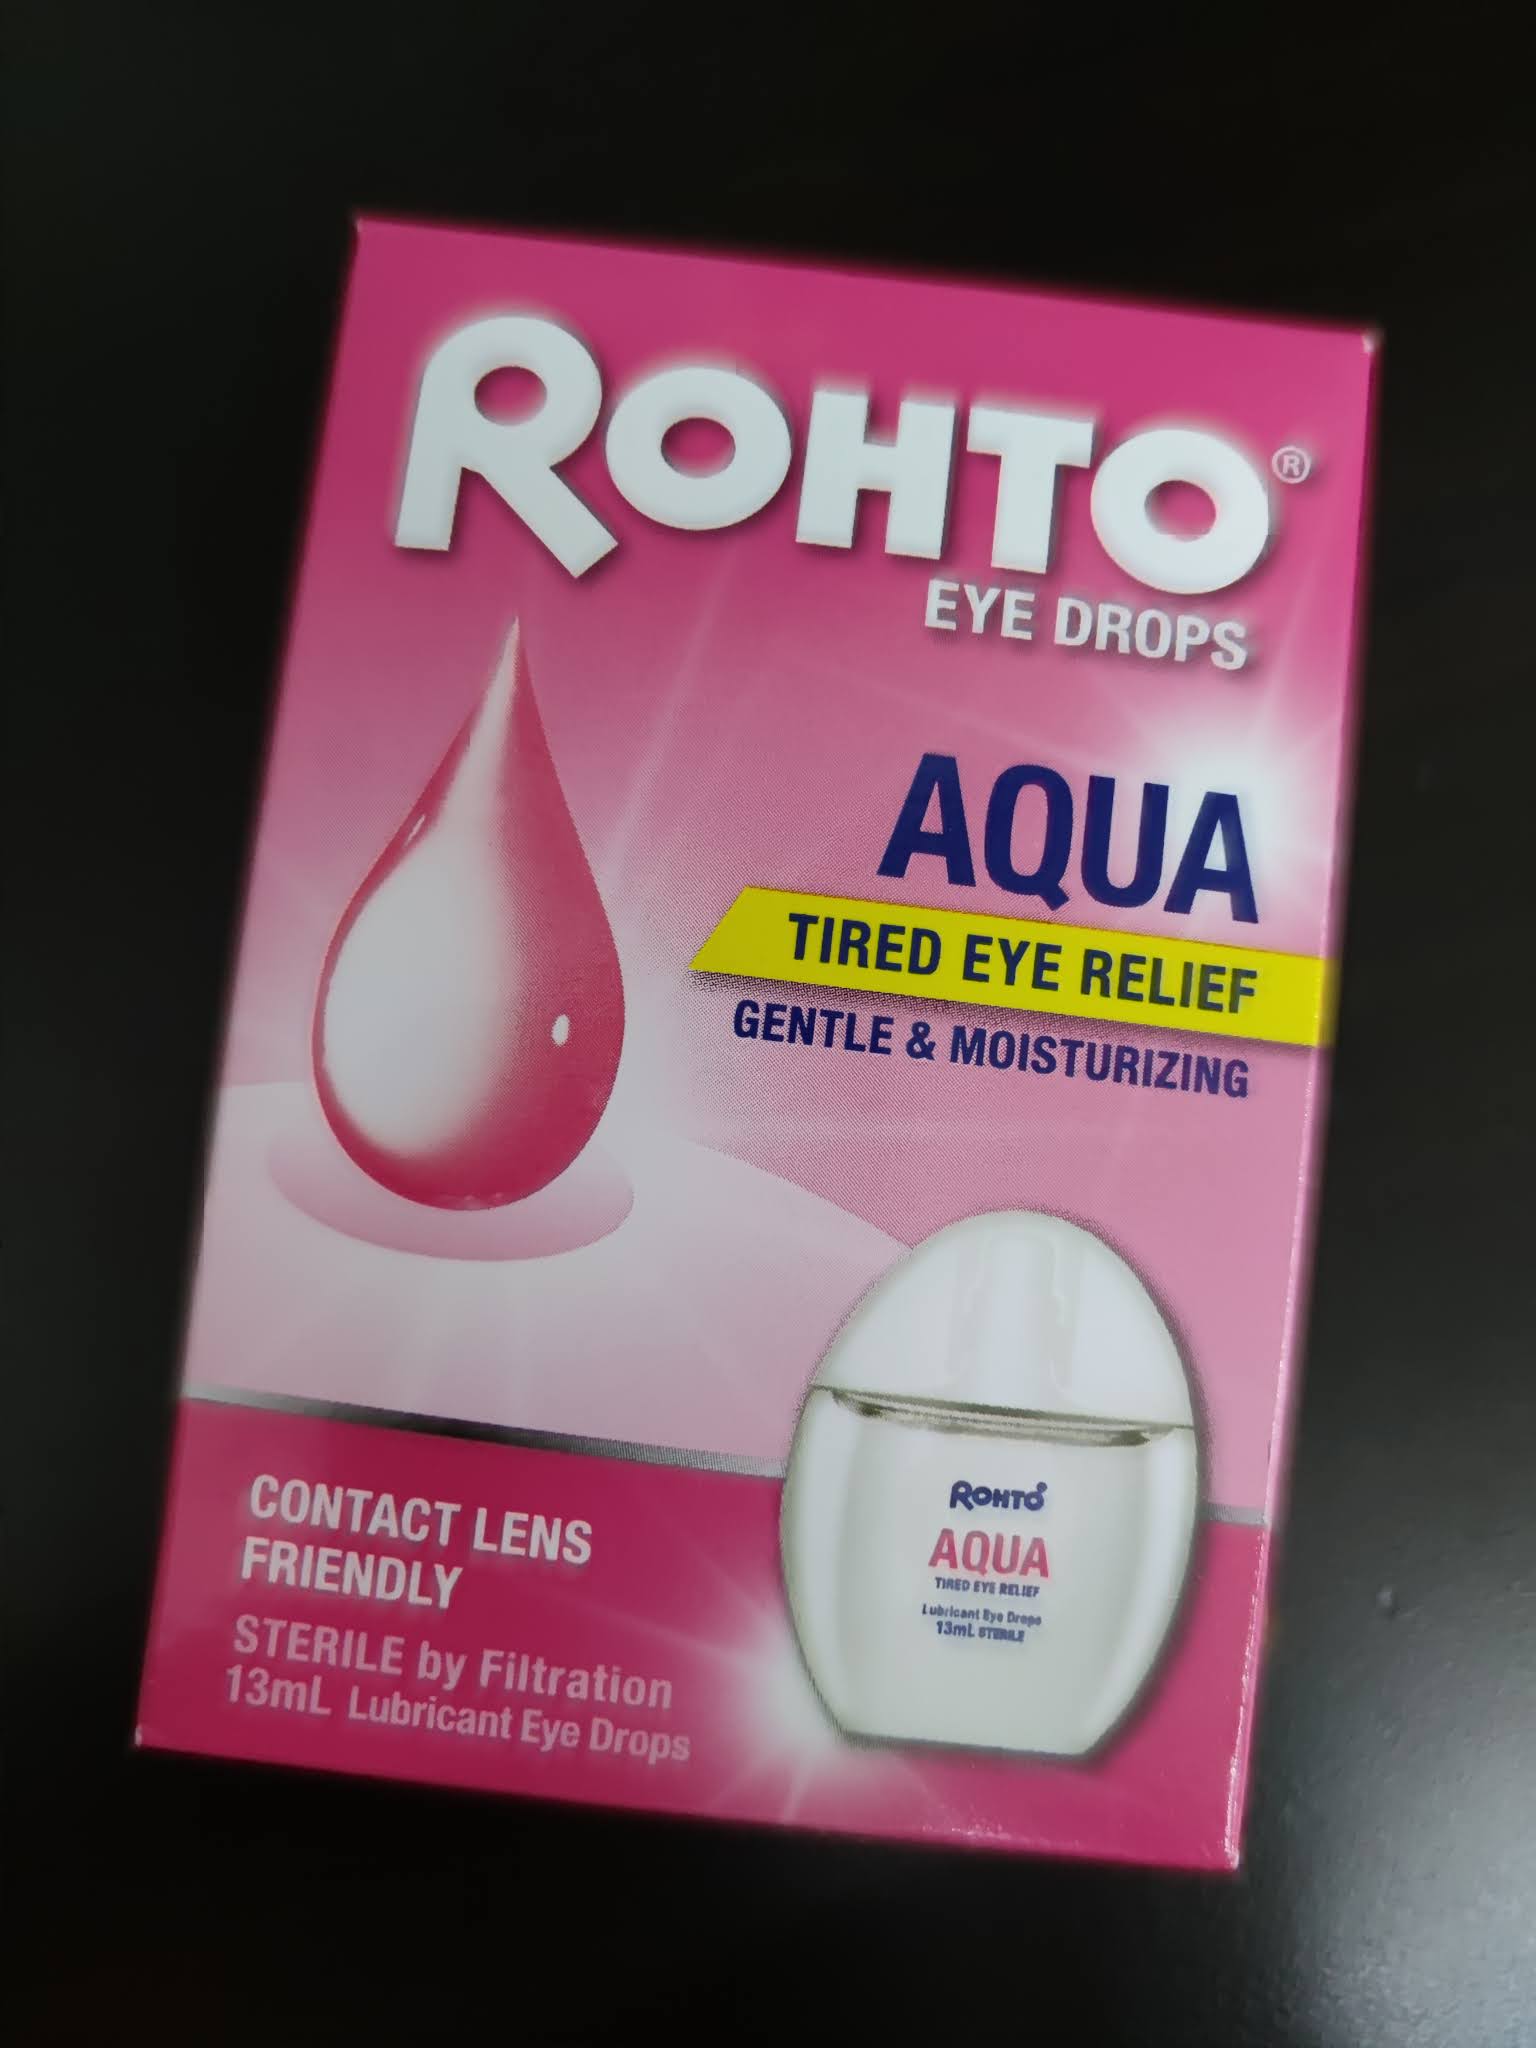 ROHTO®
EYE DROPS
AQUA
TIRED EYE RELIEF
GENTLE & MOISTURIZING
ROHTO
AQUA
TIRED EYE RELIEF
Lubricant Eye Drops
13mL STERILE
CONTACT LENS
FRIENDLY
STERILE by Filtration
13mL Lubricant Eye Drops